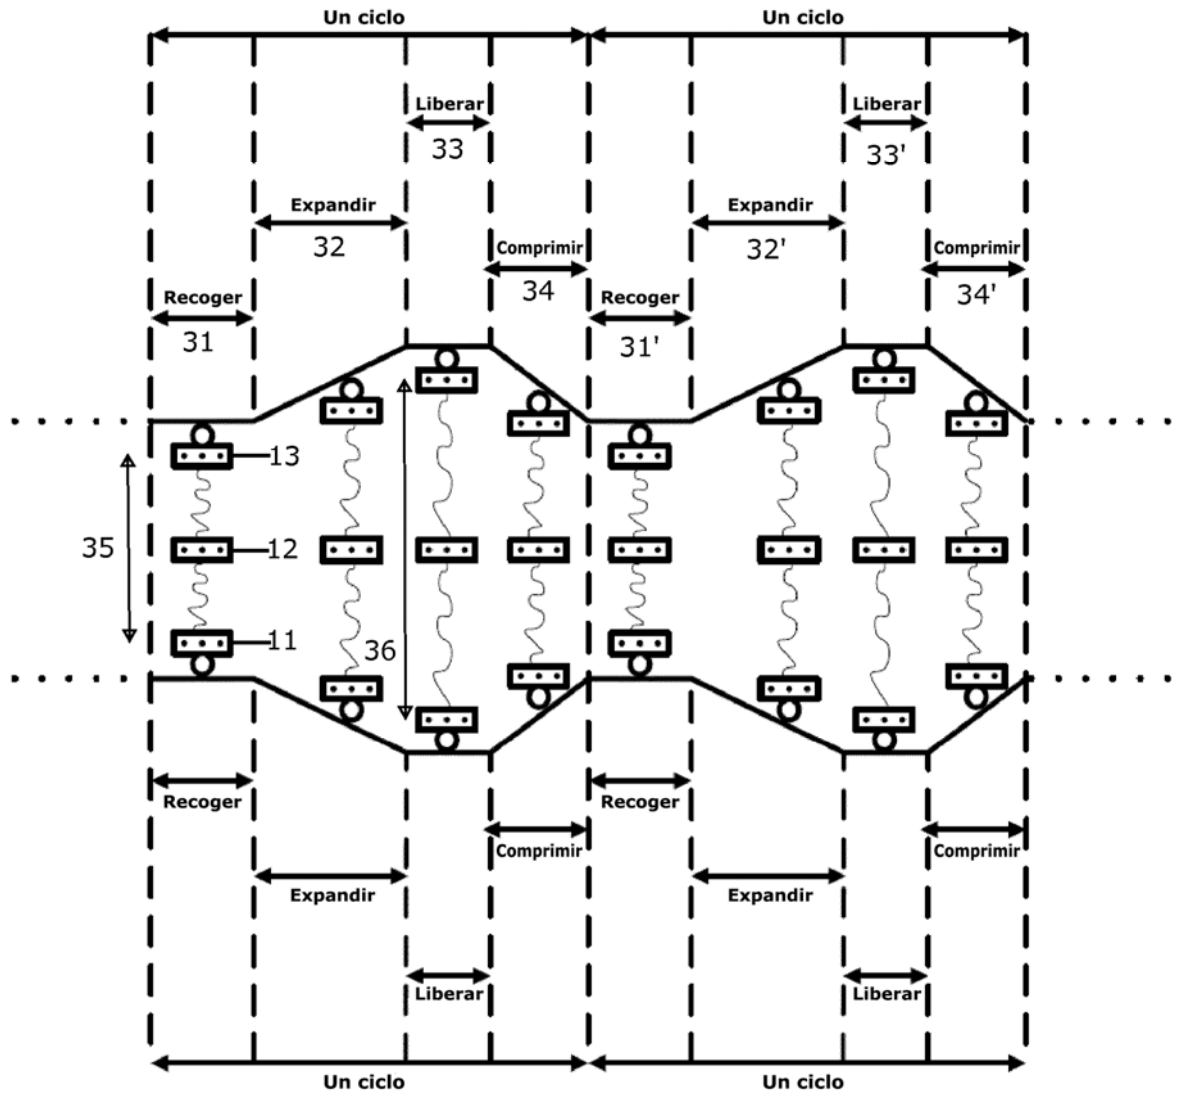 Un ciclo Un ciclo
Liberar Liberar
33 33'
Expandir Expandir
32 32'
Comprimir Comprimir
34 34'
Recoger Recoger
31 31'
13
35 12
11
36
Recoger Recoger
Comprimir Comprimir
Expandir Expandir
Liberar Liberar
Un ciclo Un ciclo